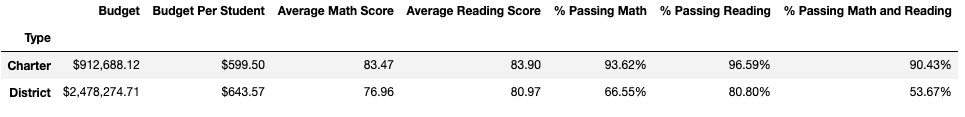 Budget Budget Per Student Average Math Score Average Reading Score % Passing Math % Passing Reading % Passing Math and Reading
Type
Charter $912,688.12 $599.50 83.47 83.90 93.62% 96.59% 90.43%
District $2,478,274.71 $643.57 76.96 80.97 66.55% 80.80% 53.67%